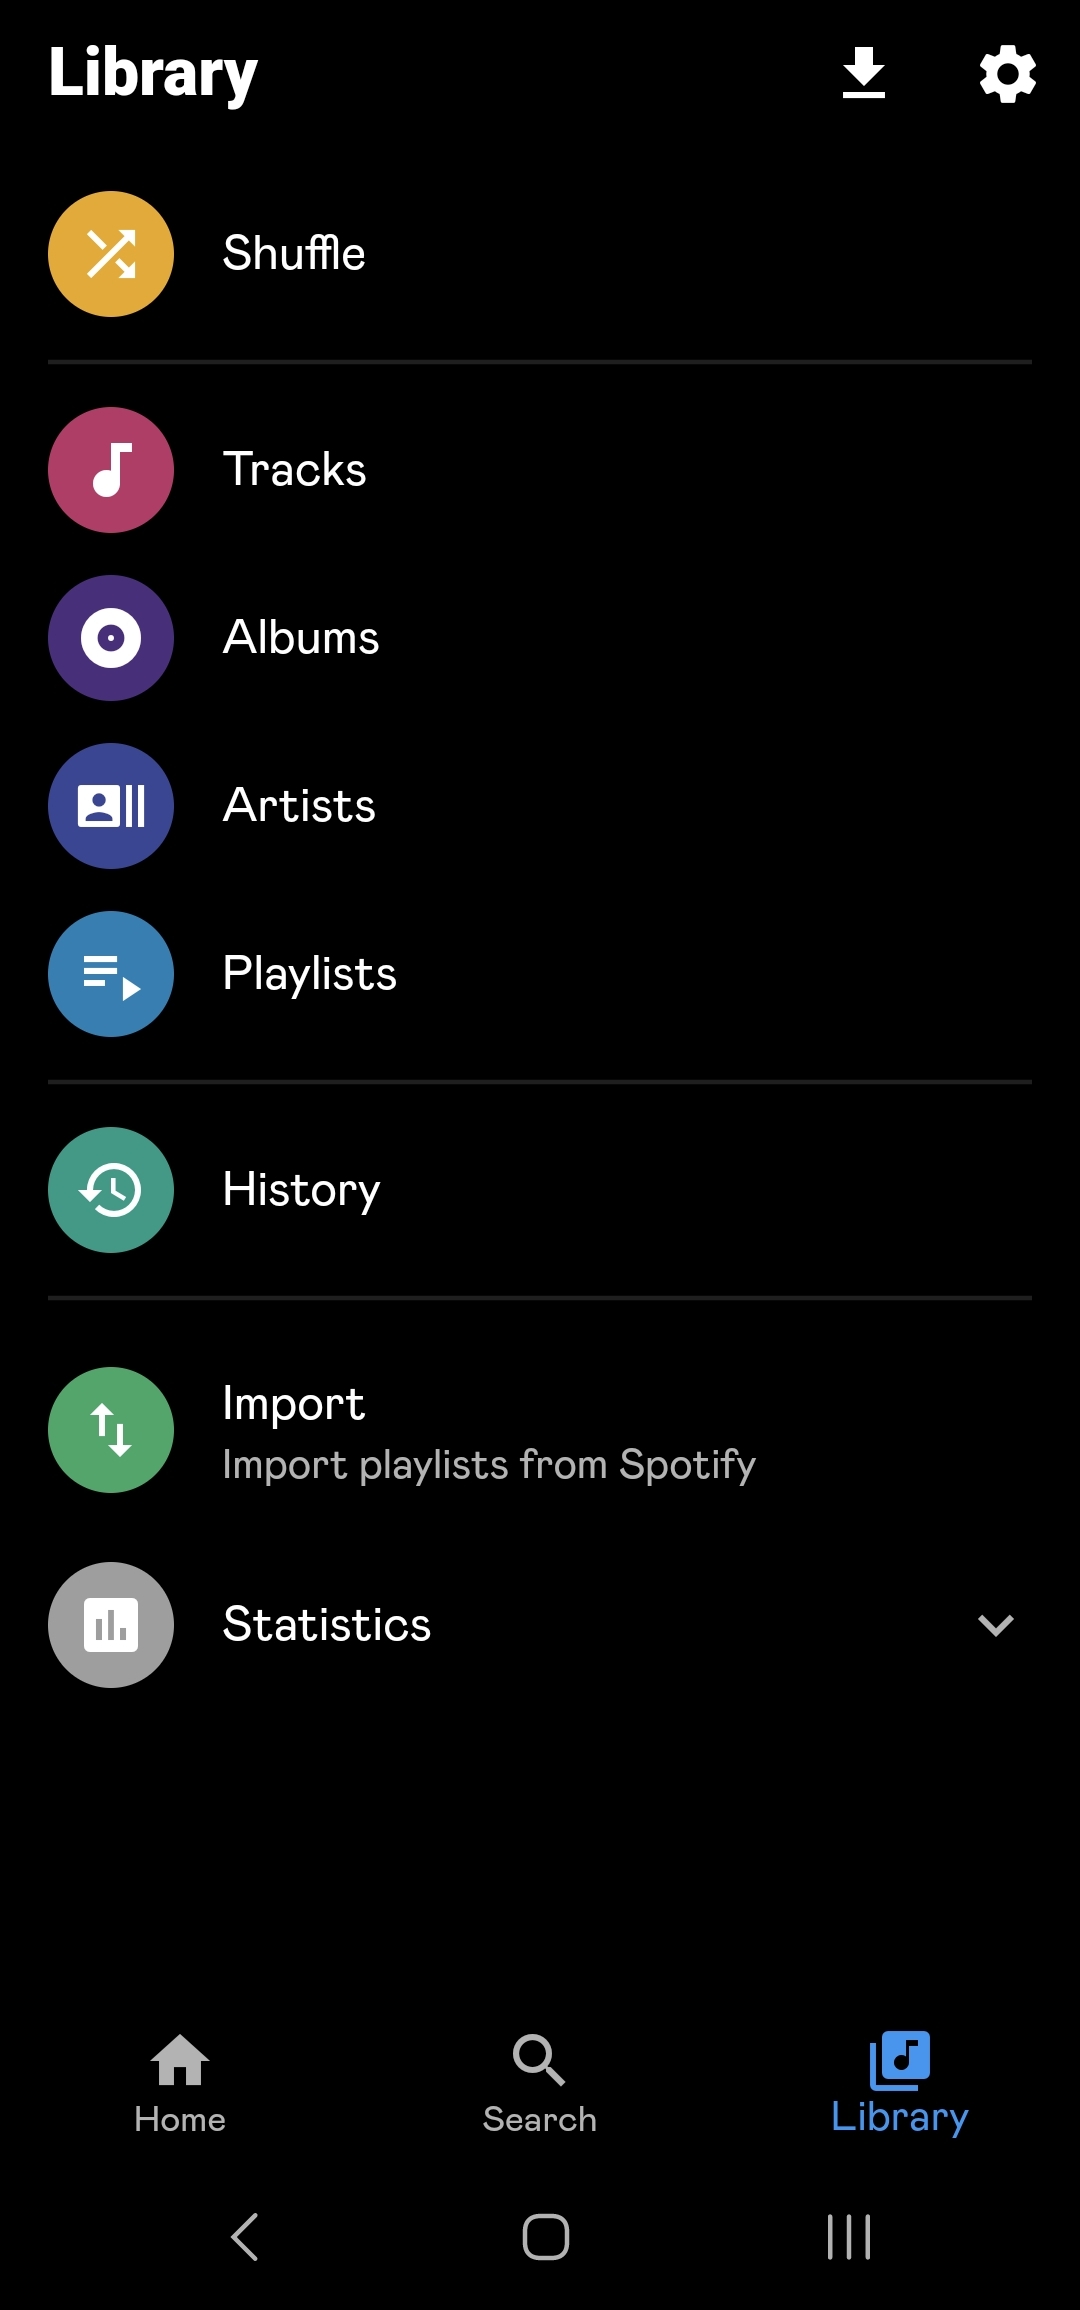 Library
Shuffle
Tracks
Albums
Artists
Playlists
History
Import
Import playlists from Spotify
Statistics
Home
Search
Library